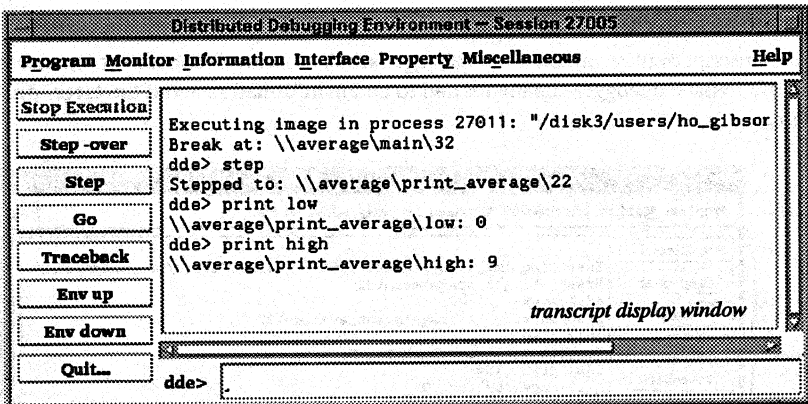 Distributed Debugging Environment — Session 27005
Program Monitor Information Interface Property Miscellaneous Help
Stop Execution
Step -over
Step
Go
Traceback
Env up
Env down
Quit...
Executing image in process 27011: "/disk3/users/ho_gibson
Break at: \\average\main\32
dde> step
Stepped to: \\average\print_average\22
dde> print low
\\average\print_average\low: 0
dde> print high
\\average\print_average\high: 9
transcript display window
dde>